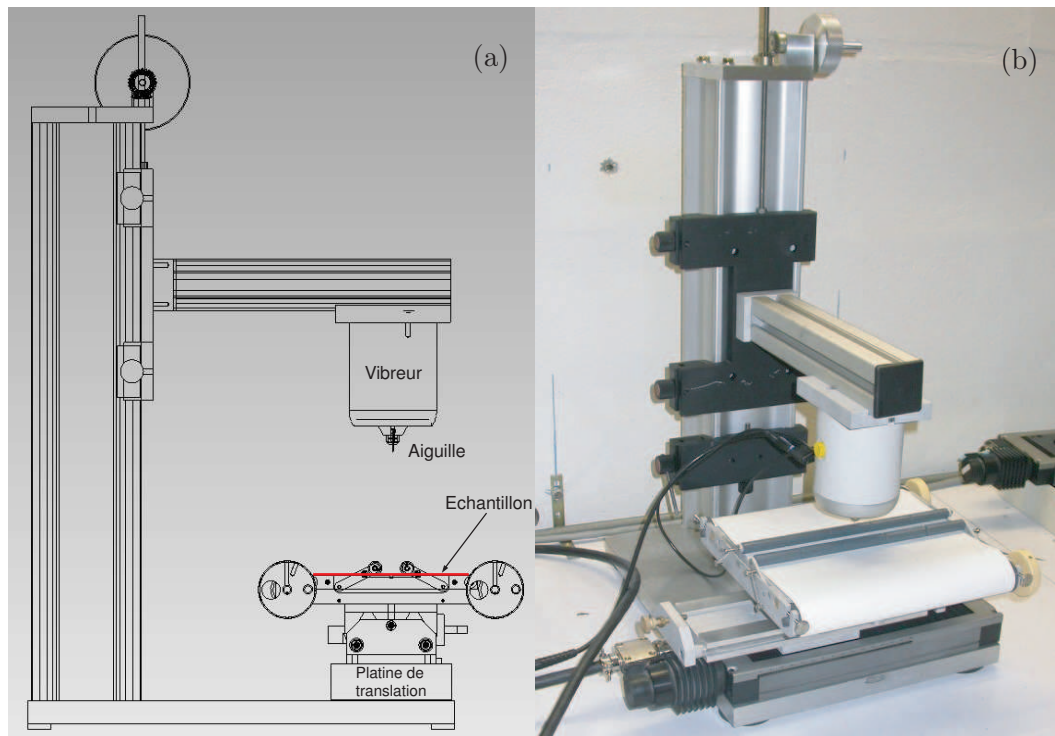 (a)
(b)
Vibreur
Aiguille
Echantillon
Platine de
translation